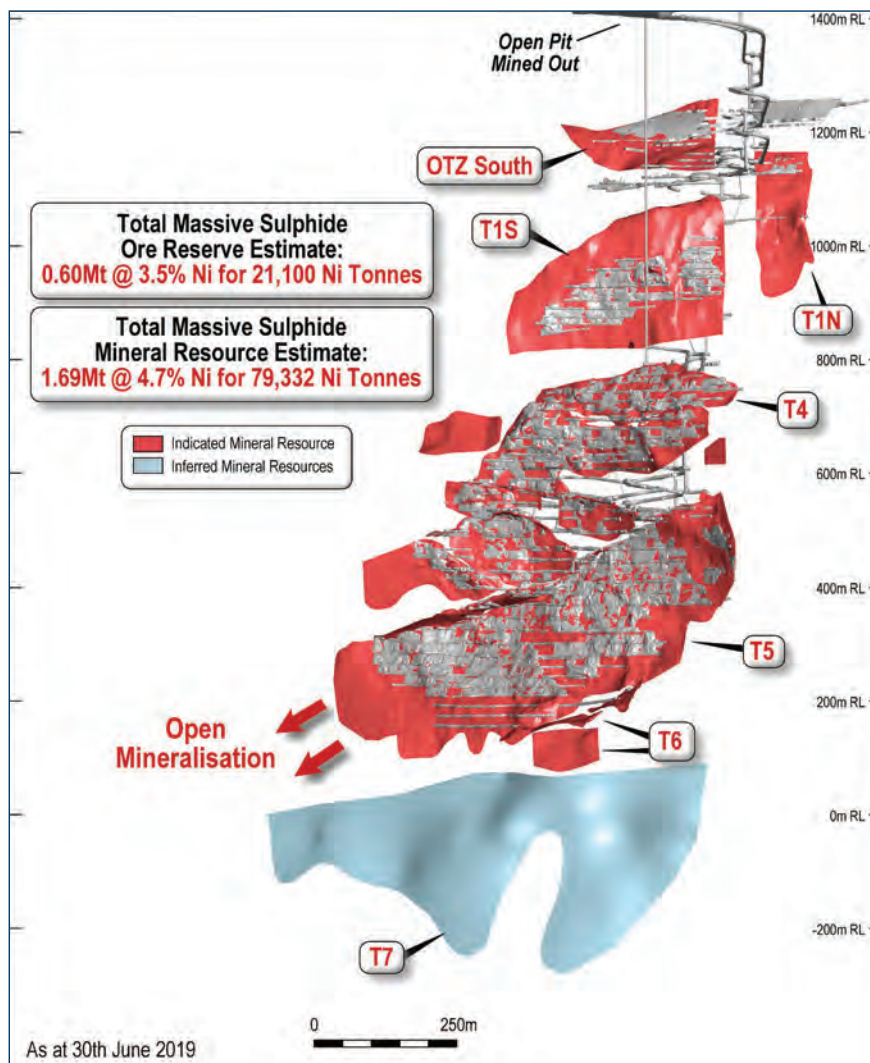 1400m RL
Open Pit
Mined Out
1200m RL
OTZ South
Total Massive Sulphide
Ore Reserve Estimate:
0.60Mt @ 3.5% Ni for 21,100 Ni Tonnes
T1S
1000m RL
T1N
Total Massive Sulphide
Mineral Resource Estimate:
1.69Mt @ 4.7% Ni for 79,332 Ni Tonnes
800m RL
T4
Indicated Mineral Resource
Inferred Mineral Resources
600m RL
400m RL
T5
200m RL
Open
Mineralisation
T6
0m RL
-200m RL
T7
0 250m
As at 30th June 2019